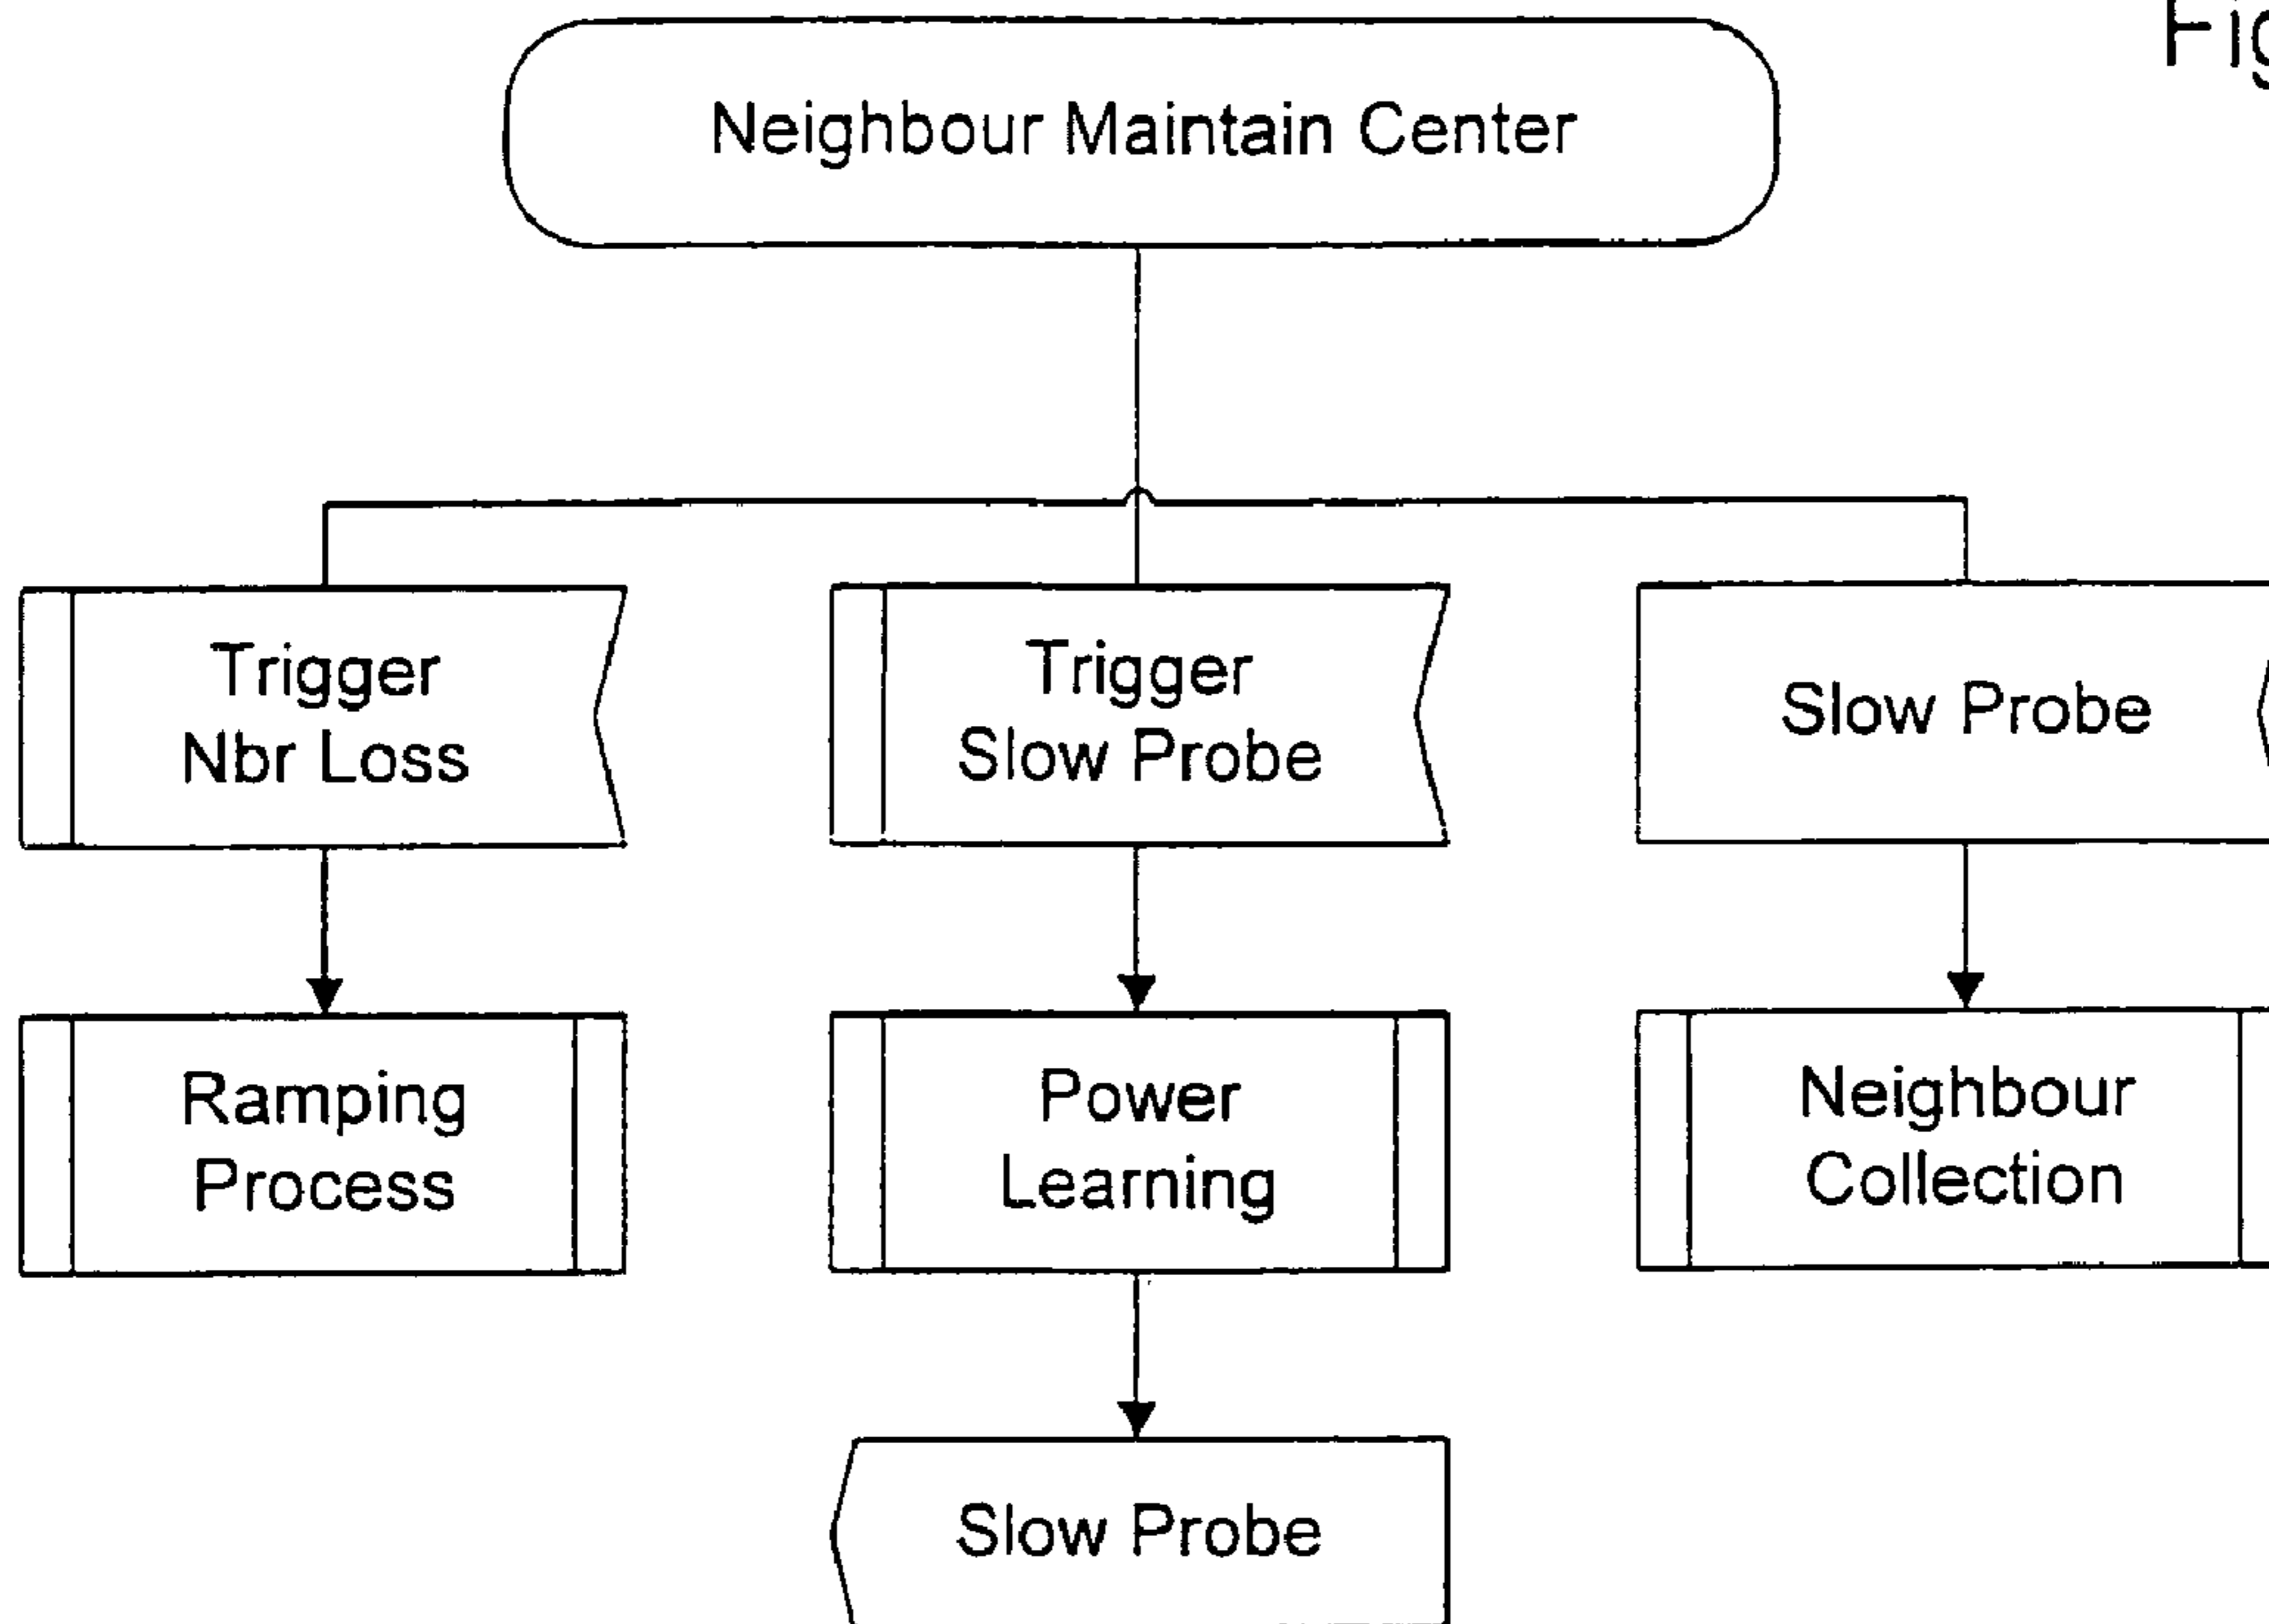 Fig
Neighbour Maintain Center
Trigger
Nbr Loss
Trigger
Slow Probe
Slow Probe
Ramping
Process
Power
Learning
Neighbour
Collection
Slow Probe